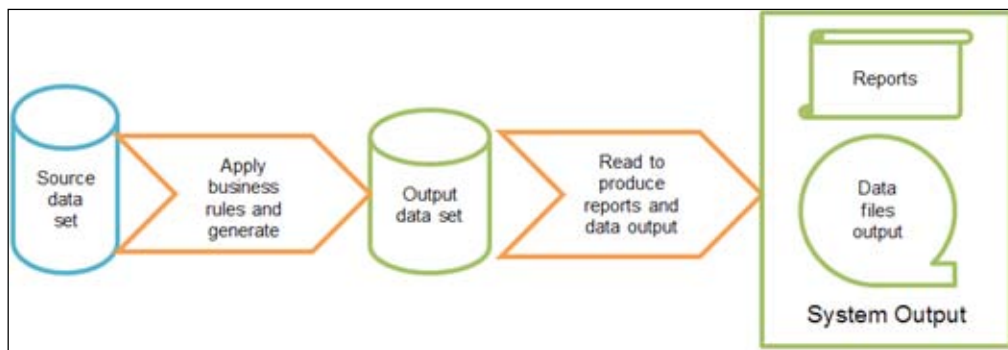 Source
data
set
Apply
business
rules and
generate
Output
data set
Read to
produce
reports and
data output
Reports
Data
files
output
System Output